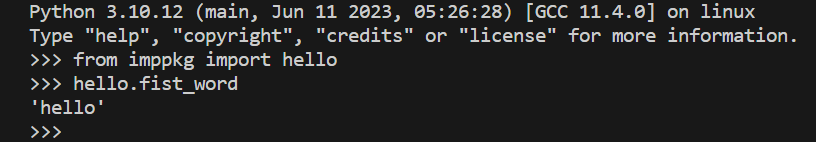 Python 3.10.12 (main, Jun 11 2023, 05:26:28) [GCC 11.4.0] on linux
Type "help", "copyright", "credits" or "license" for more information.
>>> from imppkg import hello
>>> hello.fist_word
'hello'
>>>